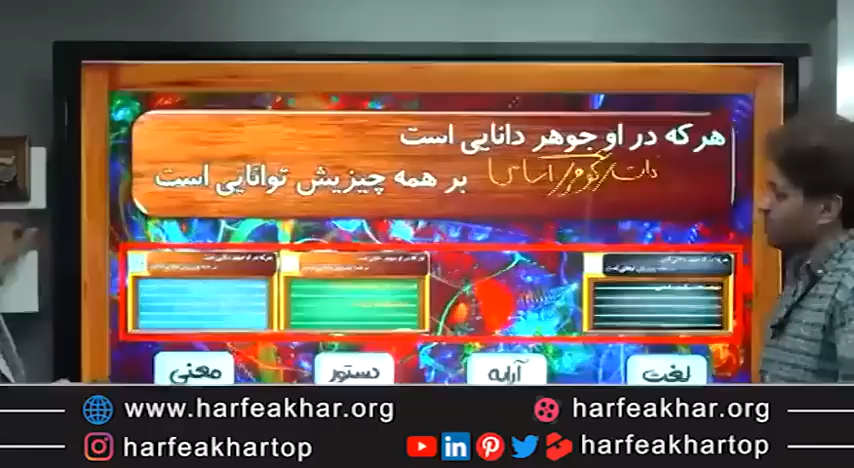 هر که در او جوهر دانایی است
ذات / گوهر / اساس
بر همه چیزیش توانایی است
لغت آرایه دستور معنی
www.harfeakhar.org
harfeakhar.org
harfeakhartop
harfeakhartop